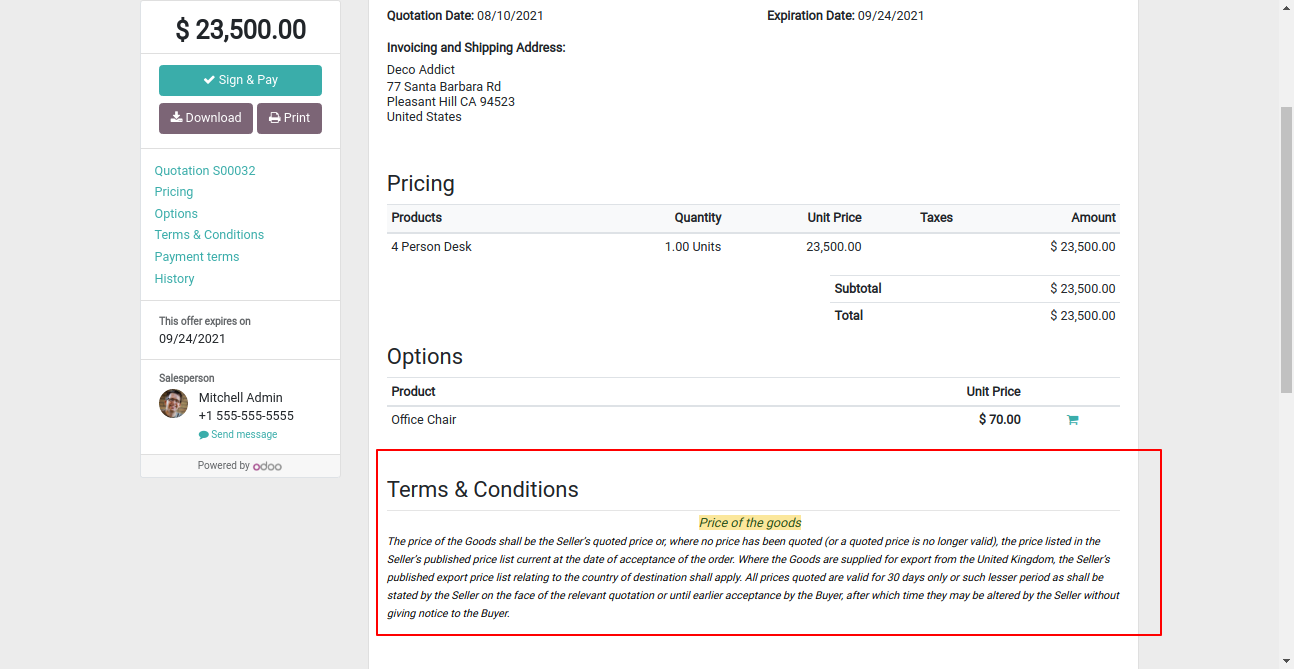 $ 23,500.00
Sign & Pay
Download Print
Quotation S00032
Pricing
Options
Terms & Conditions
Payment terms
History
This offer expires on
09/24/2021
Salesperson
Mitchell Admin
+1 555-555-5555
Send message
Powered by odoo
Quotation Date: 08/10/2021 Expiration Date: 09/24/2021
Invoicing and Shipping Address:
Deco Addict
77 Santa Barbara Rd
Pleasant Hill CA 94523
United States
Pricing
Products Quantity Unit Price Taxes Amount
4 Person Desk 1.00 Units 23,500.00 $ 23,500.00
Subtotal $ 23,500.00
Total $ 23,500.00
Options
Product Unit Price
Office Chair $ 70.00
Terms & Conditions
Price of the goods
The price of the Goods shall be the Seller's quoted price or, where no price has been quoted (or a quoted price is no longer valid), the price listed in the
Seller's published price list current at the date of acceptance of the order. Where the Goods are supplied for export from the United Kingdom, the Seller's
published export price list relating to the country of destination shall apply. All prices quoted are valid for 30 days only or such lesser period as shall be
stated by the Seller on the face of the relevant quotation or until earlier acceptance by the Buyer, after which time they may be altered by the Seller without
giving notice to the Buyer.